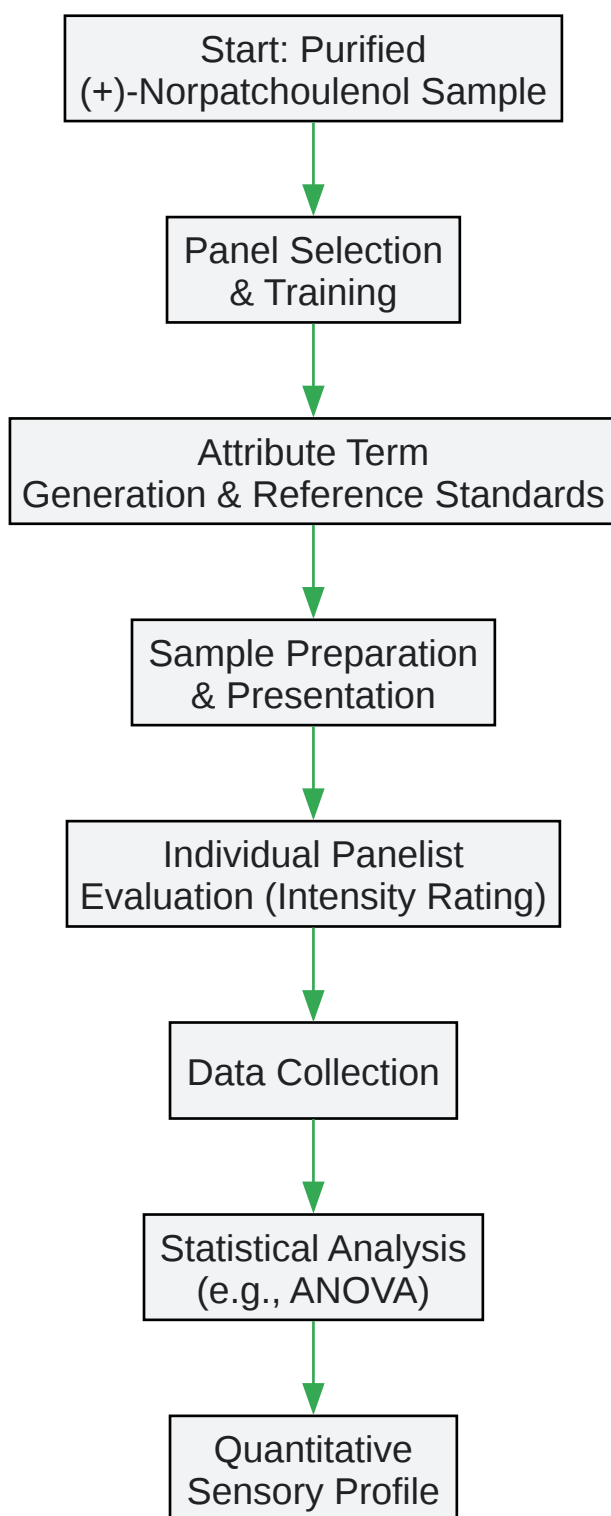 Start: Purified
(+)-Norpatchoulenol Sample
Panel Selection
& Training
Attribute Term
Generation & Reference Standards
Sample Preparation
& Presentation
Individual Panelist
Evaluation (Intensity Rating)
Data Collection
Statistical Analysis
(e.g., ANOVA)
Quantitative
Sensory Profile